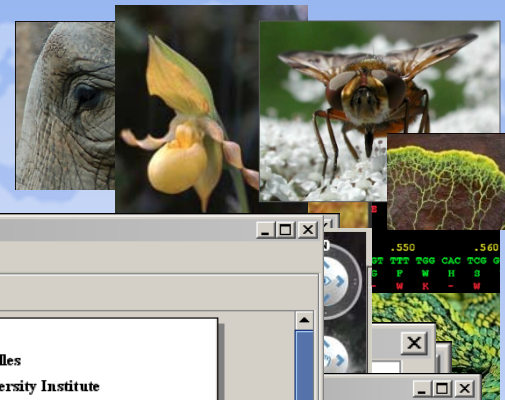 E
.550 .560
GT TTT TGG CAC TCG G
G F W H S
- W K - W
lles
ersity Institute